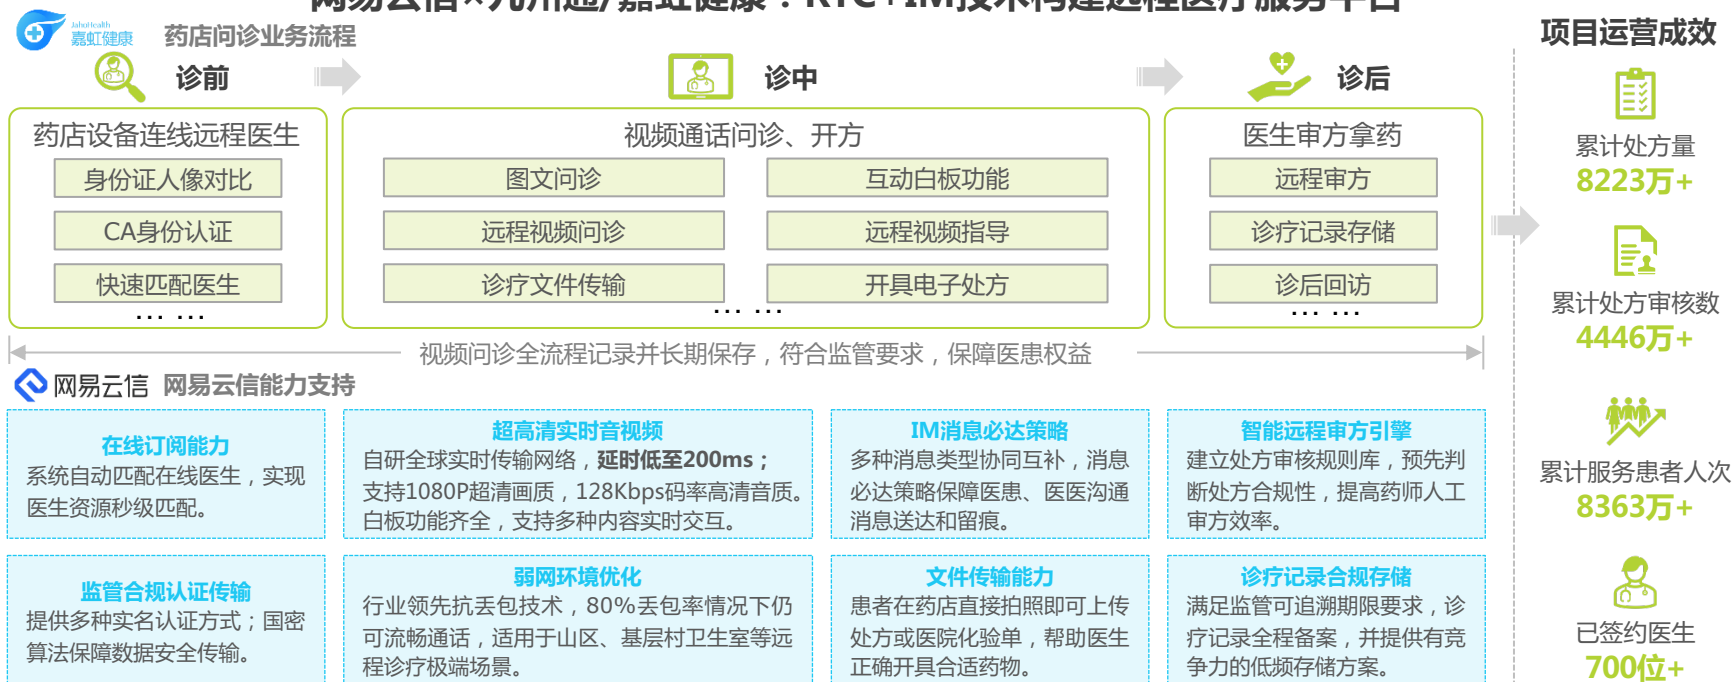 网易云信×九州通/嘉虹健康：RTC+IM技术构建远程医疗服务平台
JahoHealth
嘉虹健康
药店问诊业务流程
诊前
诊中
诊后
药店设备连线远程医生
身份证人像对比
CA身份认证
快速匹配医生
... ...
视频通话问诊、开方
图文问诊
互动白板功能
远程视频问诊
远程视频指导
诊疗文件传输
开具电子处方
... ...
医生审方拿药
远程审方
诊疗记录存储
诊后回访
... ...
视频问诊全流程记录并长期保存，符合监管要求，保障医患权益
网易云信
网易云信能力支持
在线订阅能力
系统自动匹配在线医生，实现
医生资源秒级匹配。
超高清实时音视频
自研全球实时传输网络，延时低至200ms；
支持1080P超清画质，128Kbps码率高清音质。
白板功能齐全，支持多种内容实时交互。
IM消息必达策略
多种消息类型协同互补，消息
必达策略保障医患、医医沟通
消息送达和留痕。
智能远程审方引擎
建立处方审核规则库，预先判
断处方合规性，提高药师人工
审方效率。
监管合规认证传输
提供多种实名认证方式；国密
算法保障数据安全传输。
弱网环境优化
行业领先抗丢包技术，80%丢包率情况下仍
可流畅通话，适用于山区、基层村卫生室等远
程诊疗极端场景。
文件传输能力
患者在药店直接拍照即可上传
处方或医院化验单，帮助医生
正确开具合适药物。
诊疗记录合规存储
满足监管可追溯期限要求，诊
疗记录全程备案，并提供有竞
争力的低频存储方案。
项目运营成效
累计处方量
8223万+
累计处方审核数
4446万+
累计服务患者人次
8363万+
已签约医生
700位+